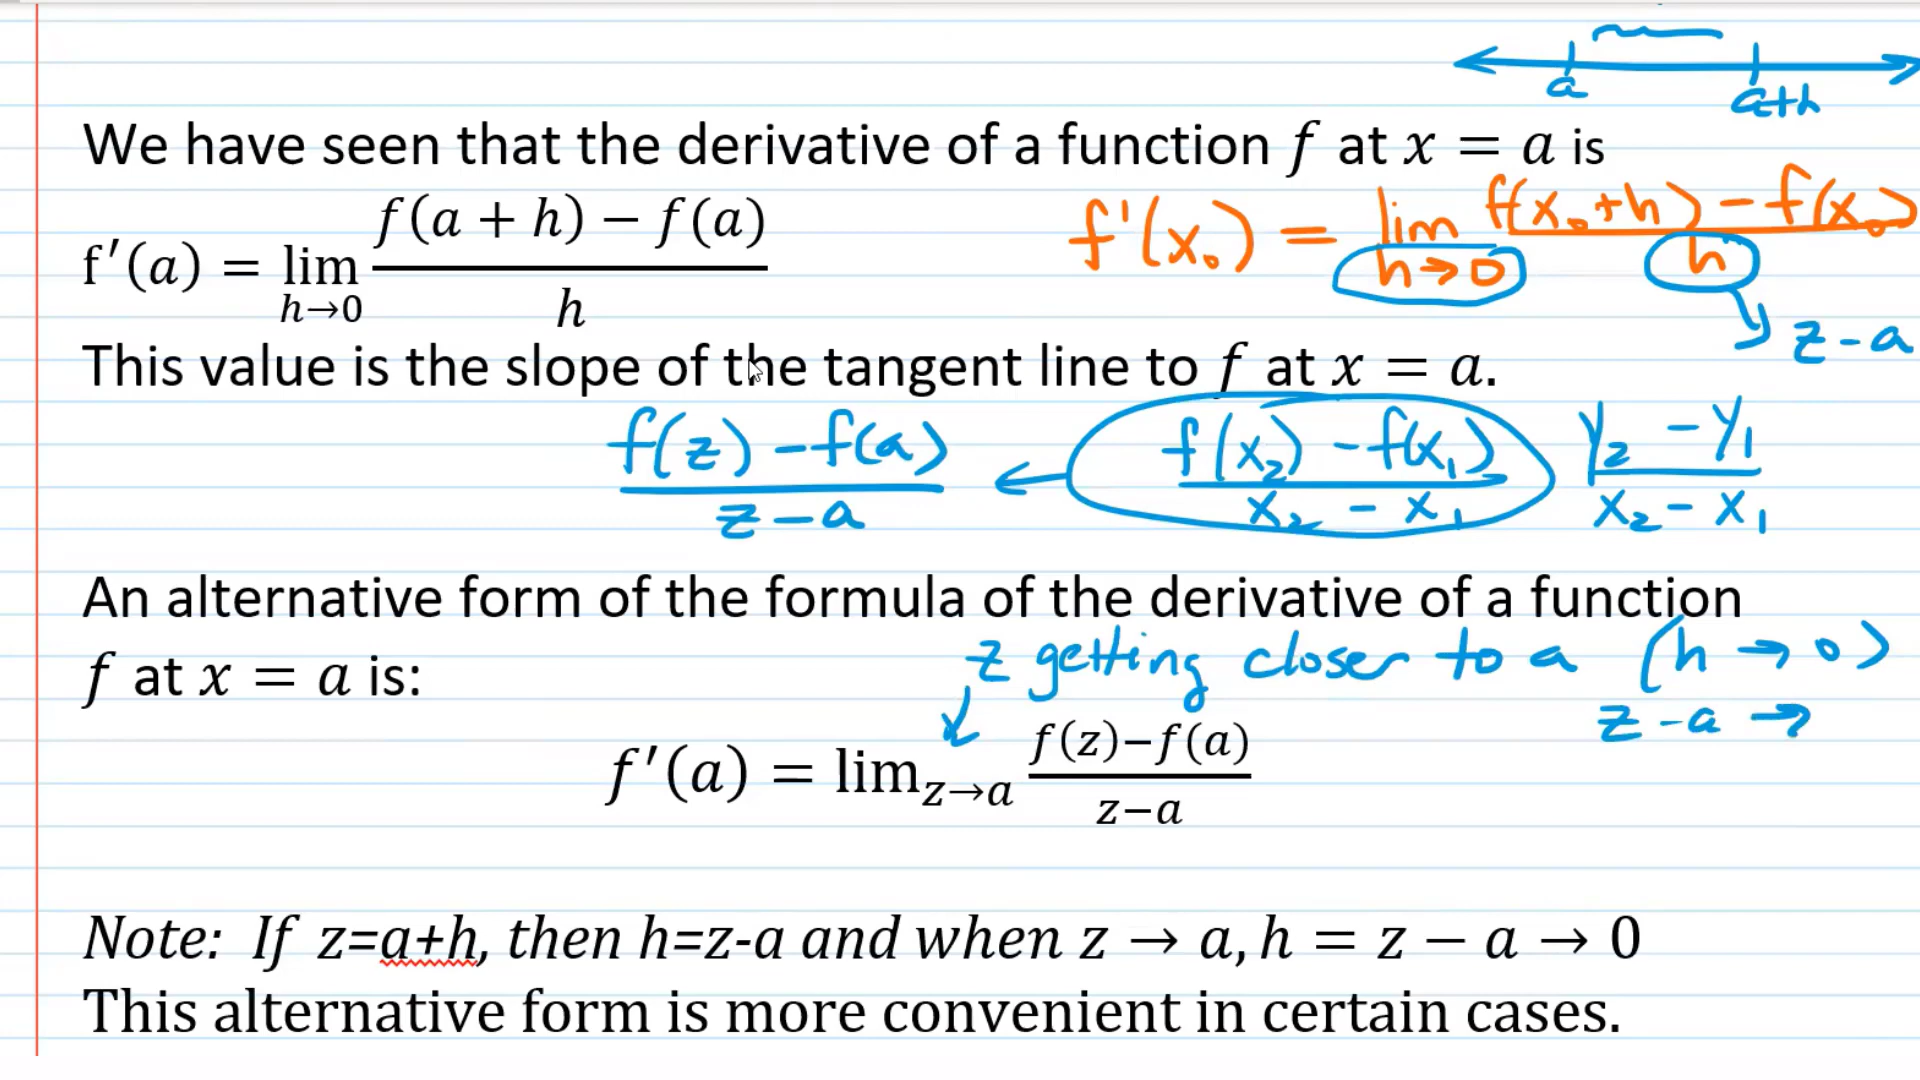 a a+h
We have seen that the derivative of a function f at x = a is
f′(a) = lim h→0 f(a + h) − f(a) / h
f'(x₀) = lim h→0 f(x₀+h) − f(x₀) / h
z − a
This value is the slope of the tangent line to f at x = a.
f(z) − f(a) / z − a ← f(x₂) − f(x₁) / x₂ − x₁ y₂ − y₁ / x₂ − x₁
An alternative form of the formula of the derivative of a function
f at x = a is:
z getting closer to a (h → 0)
z − a →
f′(a) = lim z→a f(z)−f(a) / z−a
Note: If z=a+h, then h=z-a and when z → a, h = z − a → 0
This alternative form is more convenient in certain cases.